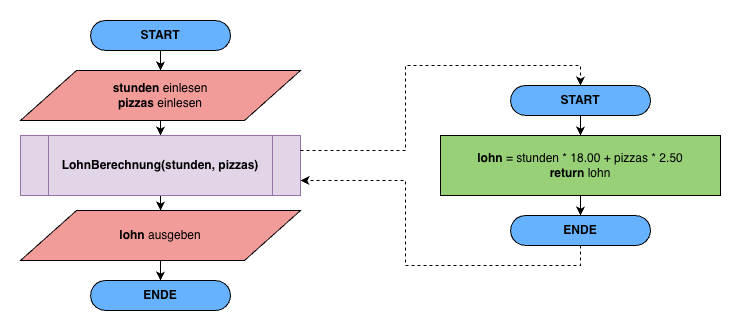 START
stunden einlesen
pizzas einlesen
LohnBerechnung(stunden, pizzas)
lohn ausgeben
ENDE
START
lohn = stunden * 18.00 + pizzas * 2.50
return lohn
ENDE